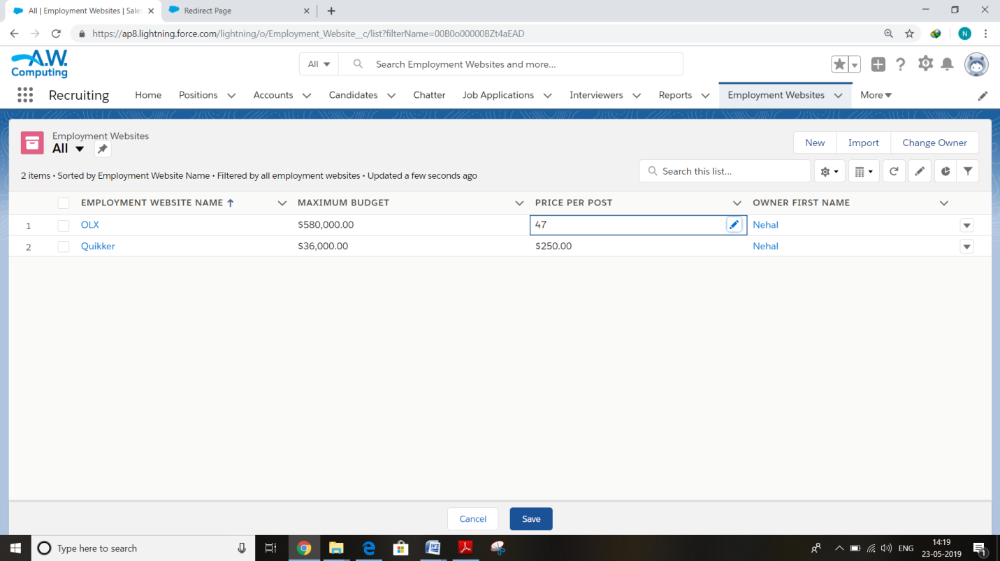 All | Employment Websites | Sales
Redirect Page
https://ap8.lightning.force.com/lightning/o/Employment_Website__c/list?filterName=00B0o00000BZt4aEAD
N
A.W. Computing
All
Search Employment Websites and more...
Recruiting
Home
Positions
Accounts
Candidates
Chatter
Job Applications
Interviewers
Reports
Employment Websites
More
Employment Websites
All
New
Import
Change Owner
2 items • Sorted by Employment Website Name • Filtered by all employment websites • Updated a few seconds ago
Search this list...
EMPLOYMENT WEBSITE NAME ↑ MAXIMUM BUDGET PRICE PER POST OWNER FIRST NAME
1 OLX $580,000.00 47 Nehal
2 Quikker $36,000.00 $250.00 Nehal
Cancel
Save
Type here to search
ENG
14:19
23-05-2019
1